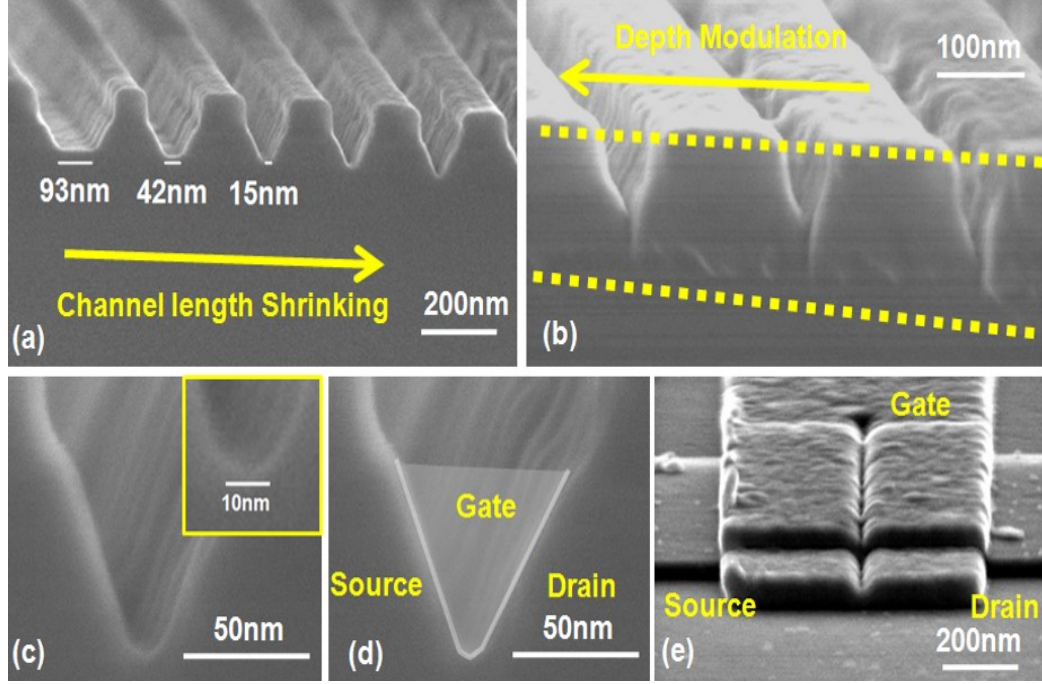 93nm 42nm 15nm
Channel length Shrinking
200nm
(a)
Depth Modulation
100nm
(b)
10nm
50nm
(c)
Gate
Source
Drain
50nm
(d)
Gate
Source
Drain
200nm
(e)